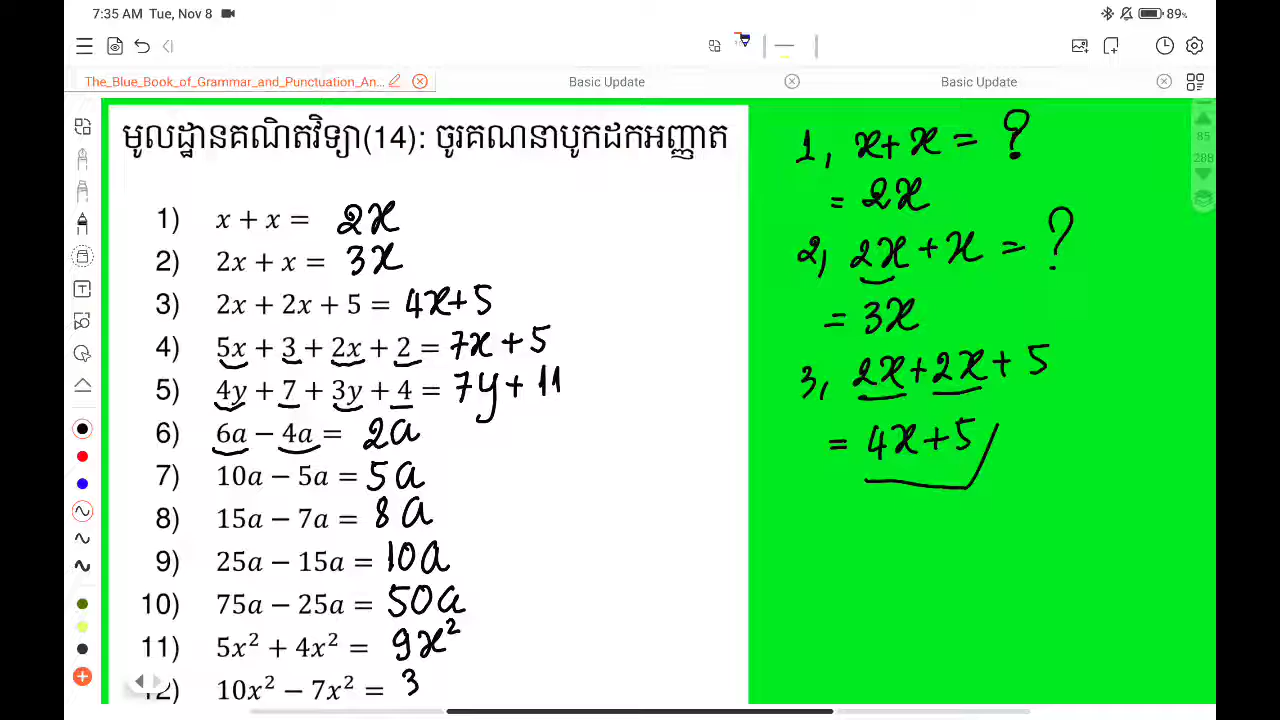 7:35 AM Tue, Nov 8
89%
The_Blue_Book_of_Grammar_and_Punctuation_An...
Basic Update
Basic Update
មូលដ្ឋានគណិតវិទ្យា(14): ចូរគណនាបូកដកអញ្ញាត
1) x + x = 2x
2) 2x + x = 3x
3) 2x + 2x + 5 = 4x+5
4) 5x + 3 + 2x + 2 = 7x + 5
5) 4y + 7 + 3y + 4 = 7y + 11
6) 6a − 4a = 2a
7) 10a − 5a = 5a
8) 15a − 7a = 8a
9) 25a − 15a = 10a
10) 75a − 25a = 50a
11) 5x² + 4x² = 9x²
12) 10x² − 7x² = 3
1, x+x = ?
= 2x
2, 2x + x = ?
= 3x
3, 2x + 2x + 5
= 4x + 5
85
288